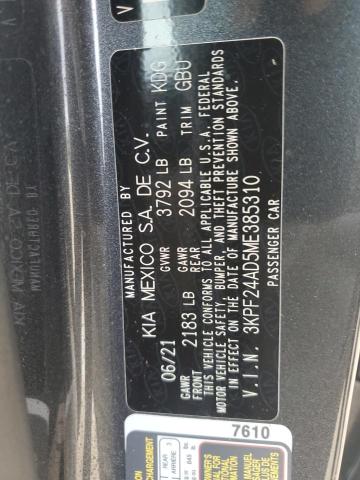 MANUFACTURED BY
KIA MEXICO S.A. DE C.V.
06/21 GVWR 3792 LB PAINT KDG
GAWR FRONT 2183 LB GAWR REAR 2094 LB TRIM GBU
THIS VEHICLE CONFORMS TO ALL APPLICABLE U.S.A. FEDERAL
MOTOR VEHICLE SAFETY, BUMPER, AND THEFT PREVENTION STANDARDS
IN EFFECT ON THE DATE OF MANUFACTURE SHOWN ABOVE.
V.I.N. 3KPF24AD5ME385310
PASSENGER CAR
7610
REAR
ARRIÈRE